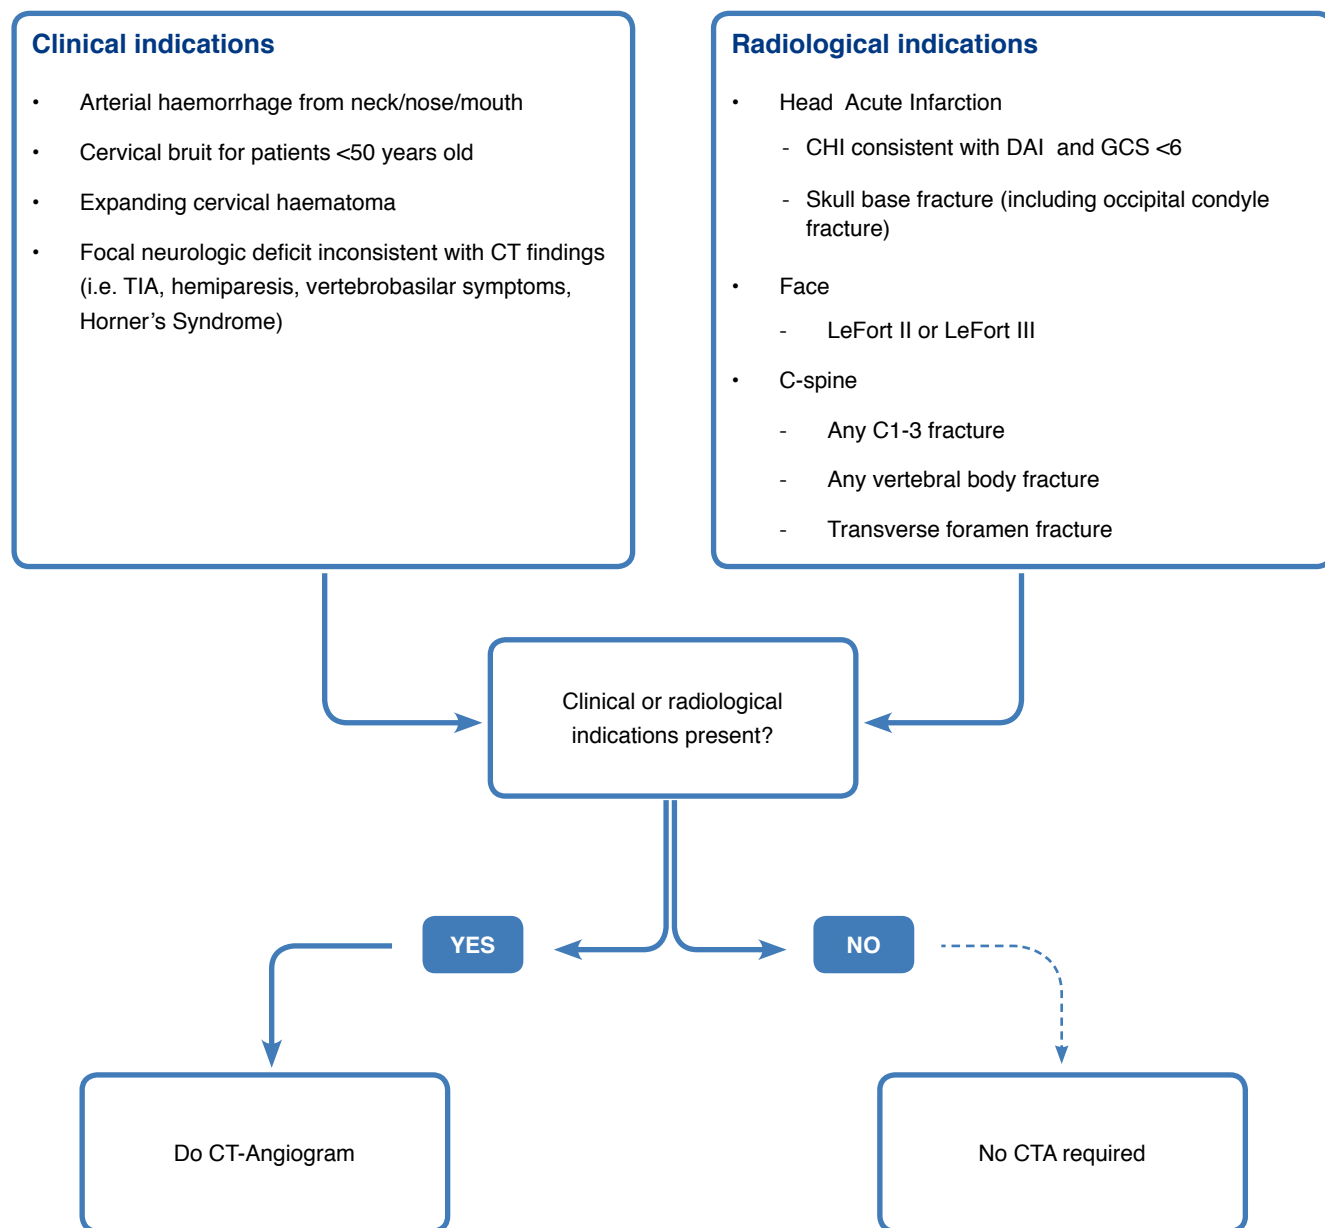 Clinical indications
• Arterial haemorrhage from neck/nose/mouth
• Cervical bruit for patients <50 years old
• Expanding cervical haematoma
• Focal neurologic deficit inconsistent with CT findings
(i.e. TIA, hemiparesis, vertebrobasilar symptoms,
Horner’s Syndrome)
Radiological indications
• Head Acute Infarction
- CHI consistent with DAI and GCS <6
- Skull base fracture (including occipital condyle
fracture)
• Face
- LeFort II or LeFort III
• C-spine
- Any C1-3 fracture
- Any vertebral body fracture
- Transverse foramen fracture
Clinical or radiological
indications present?
YES
NO
Do CT-Angiogram
No CTA required